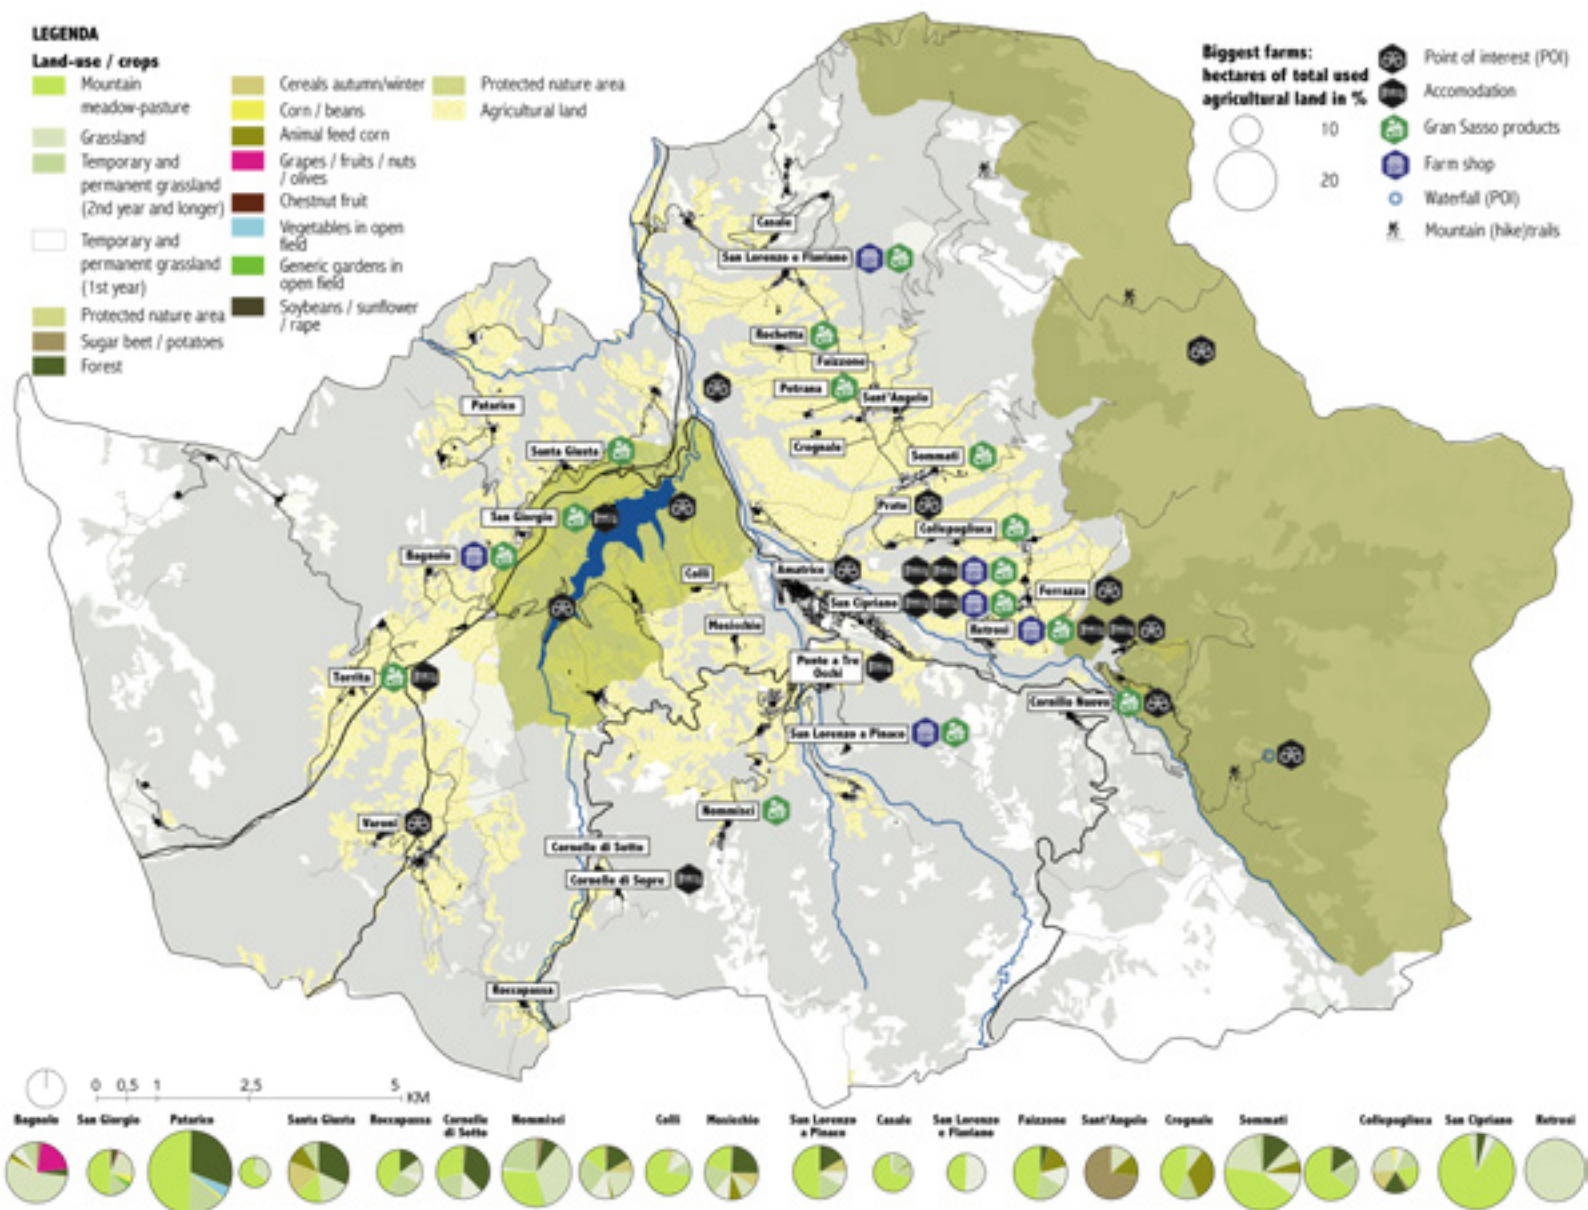 LEGENDA
Land-use / crops
Mountain
meadow-pasture
Grassland
Temporary and
permanent grassland
(2nd year and longer)
Temporary and
permanent grassland
(1st year)
Protected nature area
Sugar beet / potatoes
Forest
Cereals autumn/winter
Corn / beans
Animal feed corn
Grapes / fruits / nuts
/ olives
Chestnut fruit
Vegetables in open
field
Generic gardens in
open field
Soybeans / sunflower
/ rape
Protected nature area
Agricultural land
Biggest farms:
hectares of total used
agricultural land in %
10
20
Point of interest (POI)
Accomodation
Gran Sasso products
Farm shop
Waterfall (POI)
Mountain (hike)trails
Casale
San Lorenzo e Flaviano
Rochetta
Faizzone
Petrana
Sant'Angelo
Patarico
Crognale
Santa Giusta
Sommati
Prato
San Giorgio
Collepagliuca
Bagnolo
Amatrice
Colli
Ferrazza
San Cipriano
Mosicchio
Retrosi
Ponte a Tre
Occhi
Torrita
Cornillo Nuovo
San Lorenzo a Pinaco
Nommisci
Varoni
Cornelle di Sotto
Cornelle di Sopra
Roccapassa
0 0,5 1 2,5 5 KM
Bagnolo
San Giorgio
Patarico
Santa Giusta
Roccapassa
Cornelle
di Sotto
Nommisci
Colli
Mosicchio
San Lorenzo
a Pinaco
Casale
San Lorenzo
e Flaviano
Faizzone
Sant'Angelo
Crognale
Sommati
Collepagliuca
San Cipriano
Retrosi